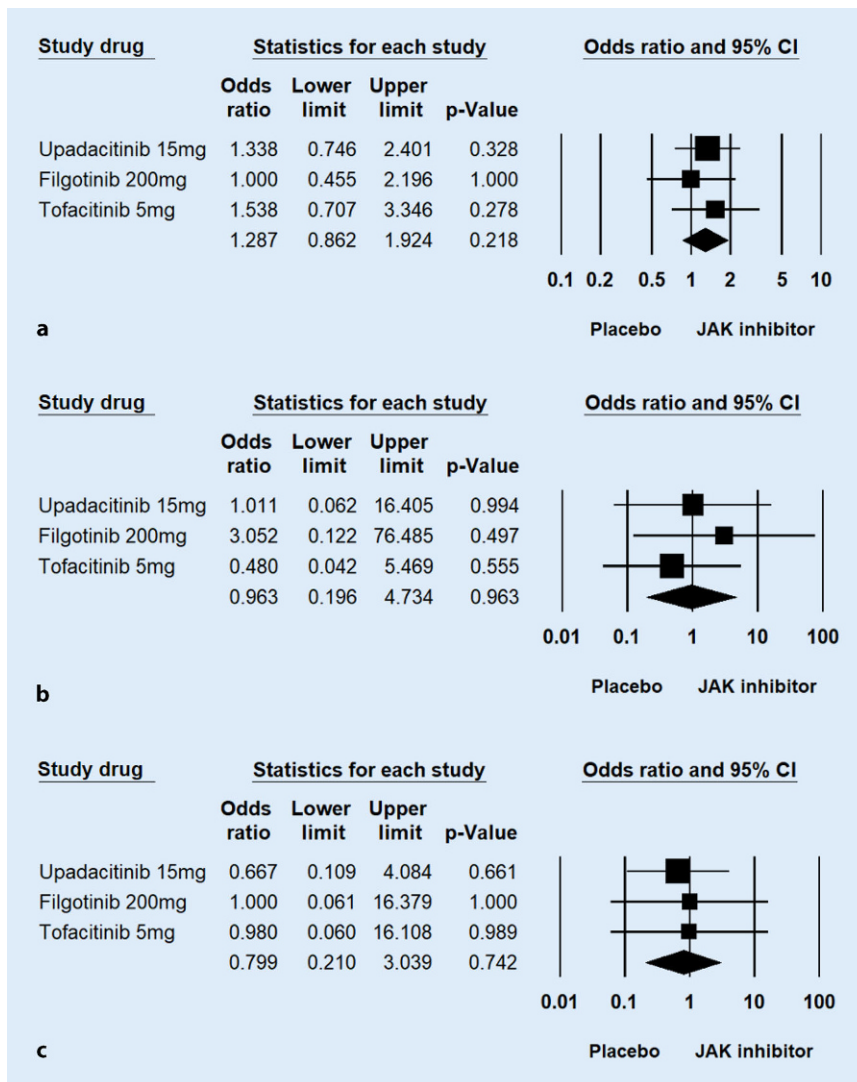 Study drug Statistics for each study Odds ratio and 95% CI
Odds Lower Upper
ratio limit limit p-Value
Upadacitinib 15mg 1.338 0.746 2.401 0.328
Filgotinib 200mg 1.000 0.455 2.196 1.000
Tofacitinib 5mg 1.538 0.707 3.346 0.278
1.287 0.862 1.924 0.218
0.1 0.2 0.5 1 2 5 10
a Placebo JAK inhibitor
Study drug Statistics for each study Odds ratio and 95% CI
Odds Lower Upper
ratio limit limit p-Value
Upadacitinib 15mg 1.011 0.062 16.405 0.994
Filgotinib 200mg 3.052 0.122 76.485 0.497
Tofacitinib 5mg 0.480 0.042 5.469 0.555
0.963 0.196 4.734 0.963
0.01 0.1 1 10 100
Placebo JAK inhibitor
b
Study drug Statistics for each study Odds ratio and 95% CI
Odds Lower Upper
ratio limit limit p-Value
Upadacitinib 15mg 0.667 0.109 4.084 0.661
Filgotinib 200mg 1.000 0.061 16.379 1.000
Tofacitinib 5mg 0.980 0.060 16.108 0.989
0.799 0.210 3.039 0.742
0.01 0.1 1 10 100
c Placebo JAK inhibitor